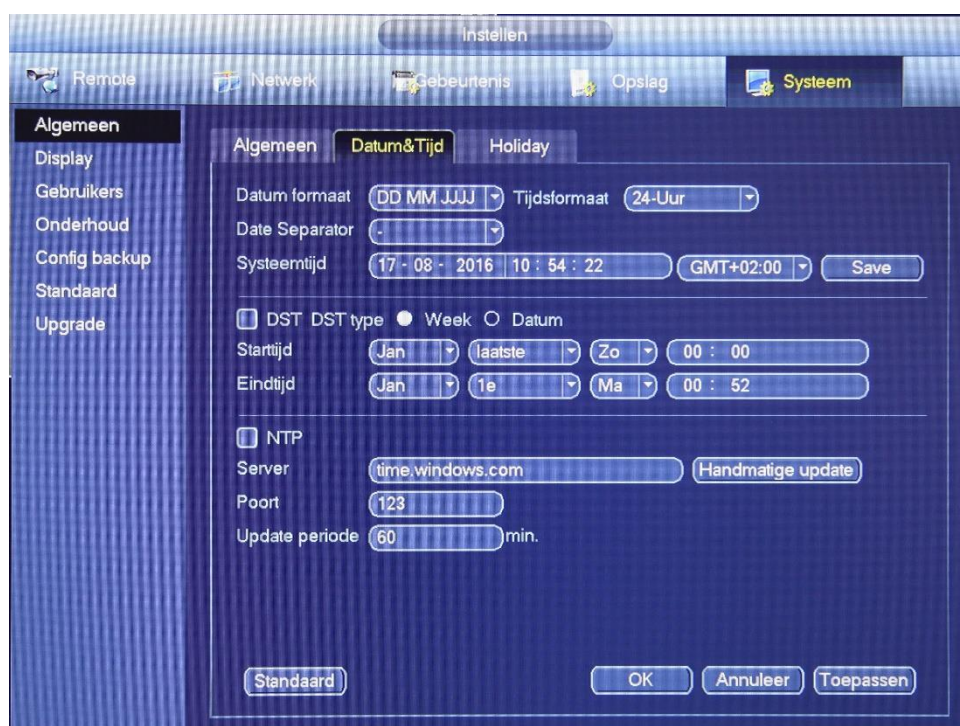 Instellen
Remote Netwerk Gebeurtenis Opslag Systeem
Algemeen
Display
Gebruikers
Onderhoud
Config backup
Standaard
Upgrade
Algemeen Datum&Tijd Holiday
Datum formaat DD MM JJJJ Tijdsformaat 24-Uur
Date Separator -
Systeemtijd 17 - 08 - 2016 10 : 54 : 22 GMT+02:00 Save
DST DST type Week Datum
Starttijd Jan laatste Zo 00 : 00
Eindtijd Jan 1e Ma 00 : 52
NTP
Server time.windows.com Handmatige update
Poort 123
Update periode 60 min.
Standaard OK Annuleer Toepassen